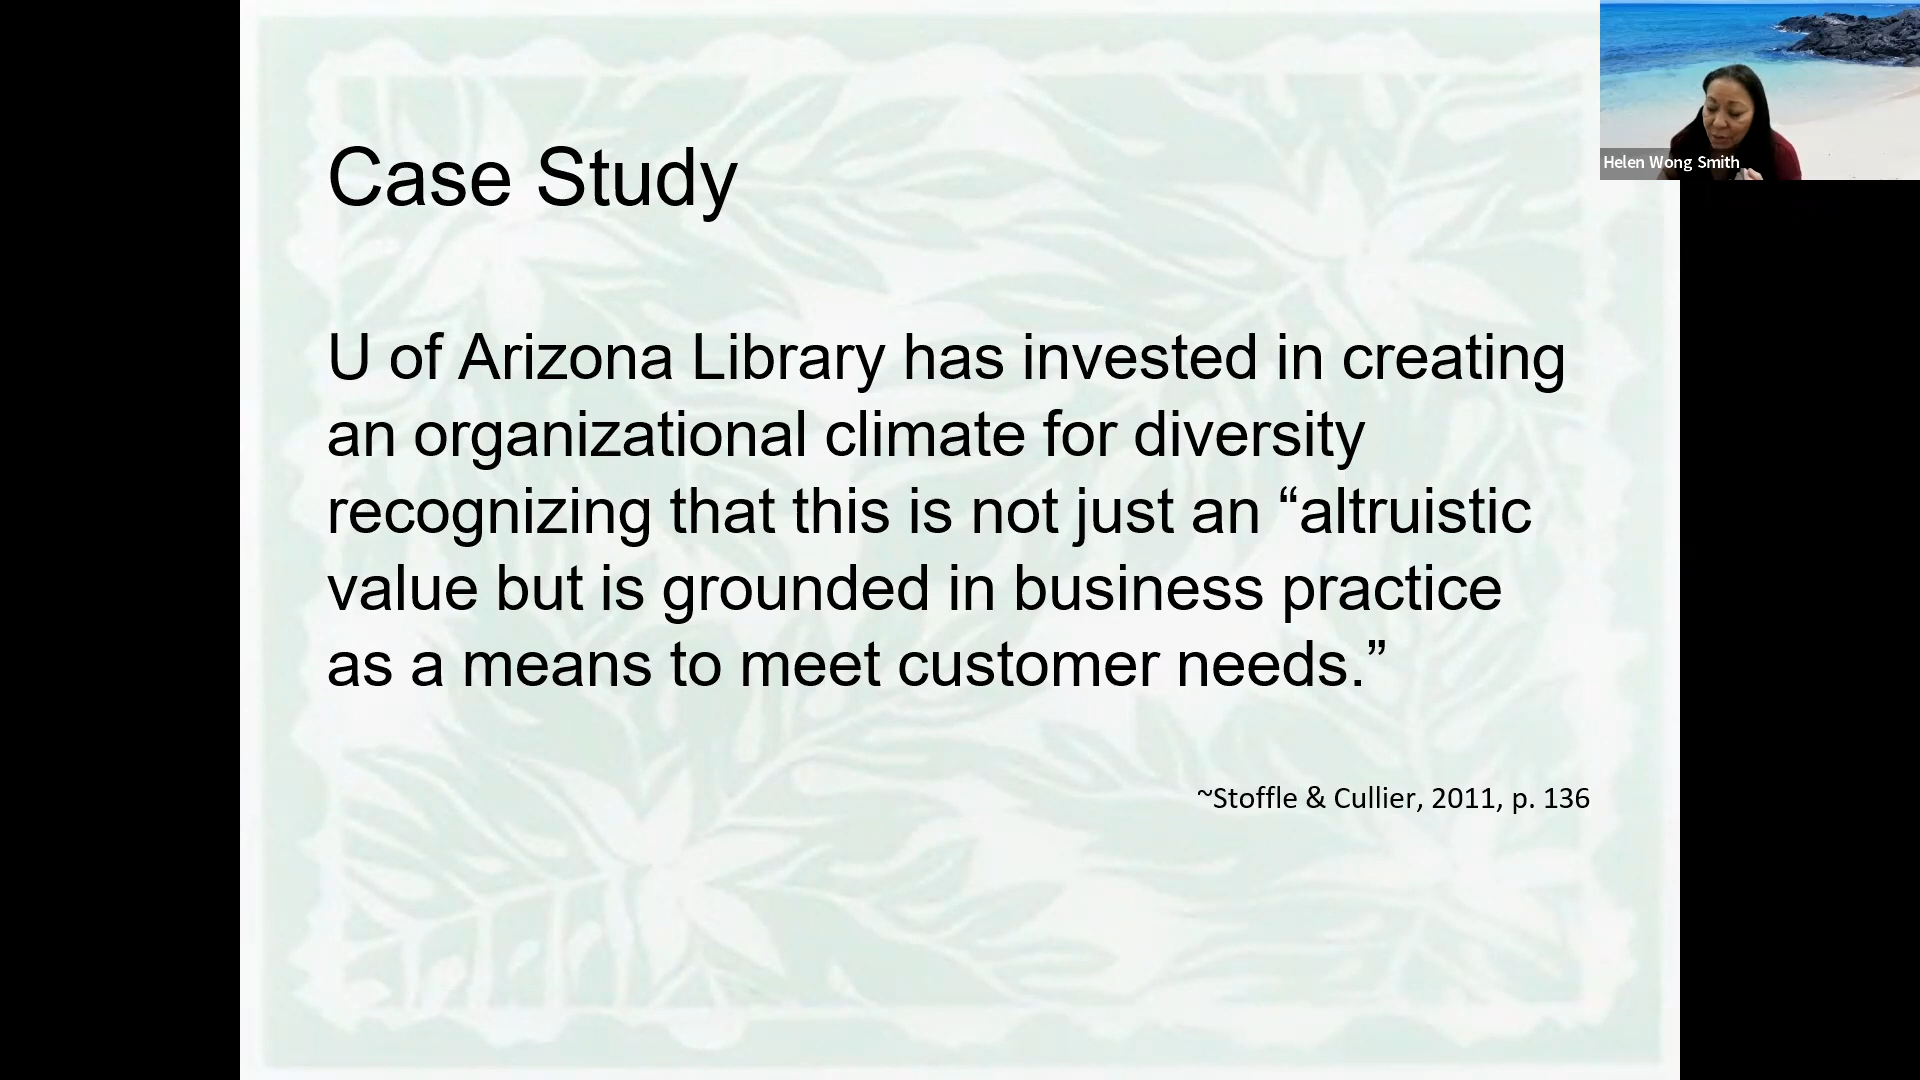 Case Study
U of Arizona Library has invested in creating
an organizational climate for diversity
recognizing that this is not just an “altruistic
value but is grounded in business practice
as a means to meet customer needs.”
~Stoffle & Cullier, 2011, p. 136
Helen Wong Smith